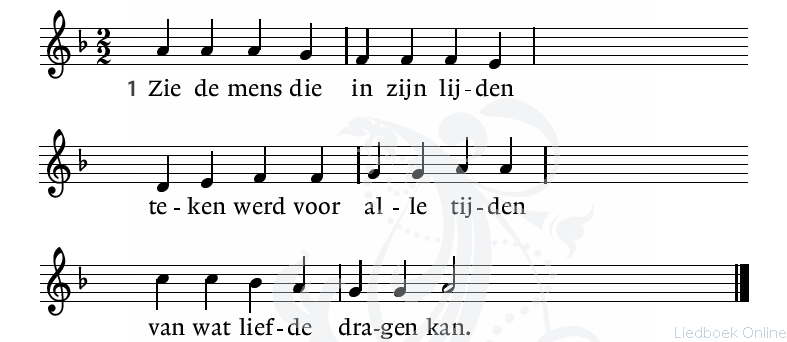 1 Zie de mens die in zijn lij-den
te-ken werd voor al-le tij-den
van wat lief-de dra-gen kan.
Liedboek Online